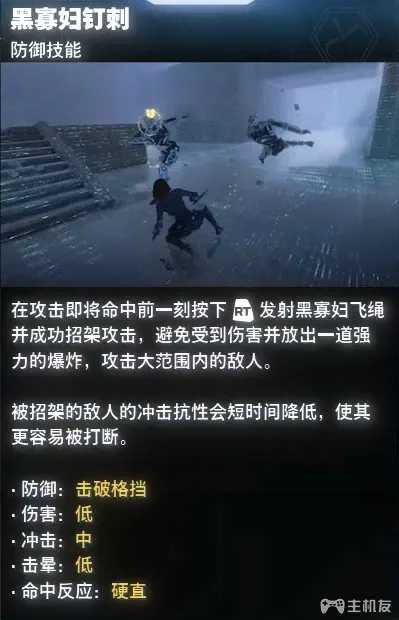 黑寡妇钉刺
防御技能
在攻击即将命中前一刻按下 RT 发射黑寡妇飞绳
并成功招架攻击，避免受到伤害并放出一道强
力的爆炸，攻击大范围内的敌人。
被招架的敌人的冲击抗性会短时间降低，使其
更容易被打断。
· 防御：击破格挡
· 伤害：低
· 冲击：中
· 击晕：低
· 命中反应：硬直
主机友